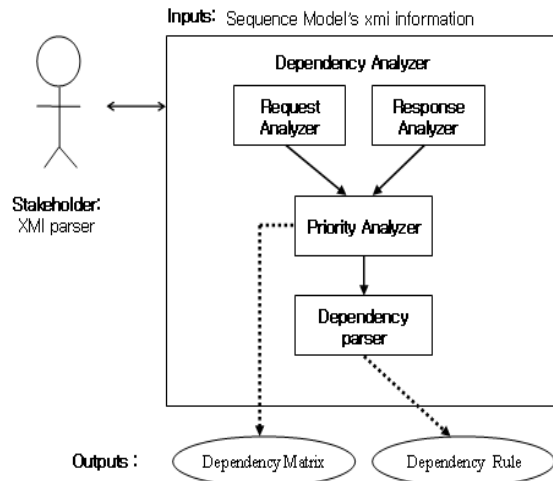 Inputs: Sequence Model's xmi information
Dependency Analyzer
Request
Analyzer
Response
Analyzer
Stakeholder:
XMI parser
Priority Analyzer
Dependency
parser
Outputs :
Dependency Matrix
Dependency Rule